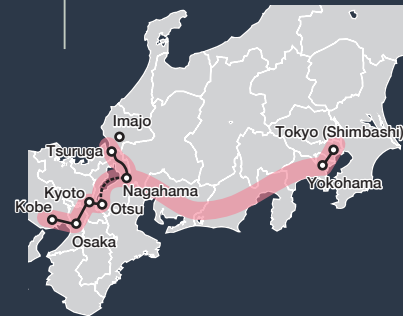 Imajo
Tokyo (Shimbashi)
Tsuruga
Yokohama
Kyoto
Nagahama
Kobe
Otsu
Osaka